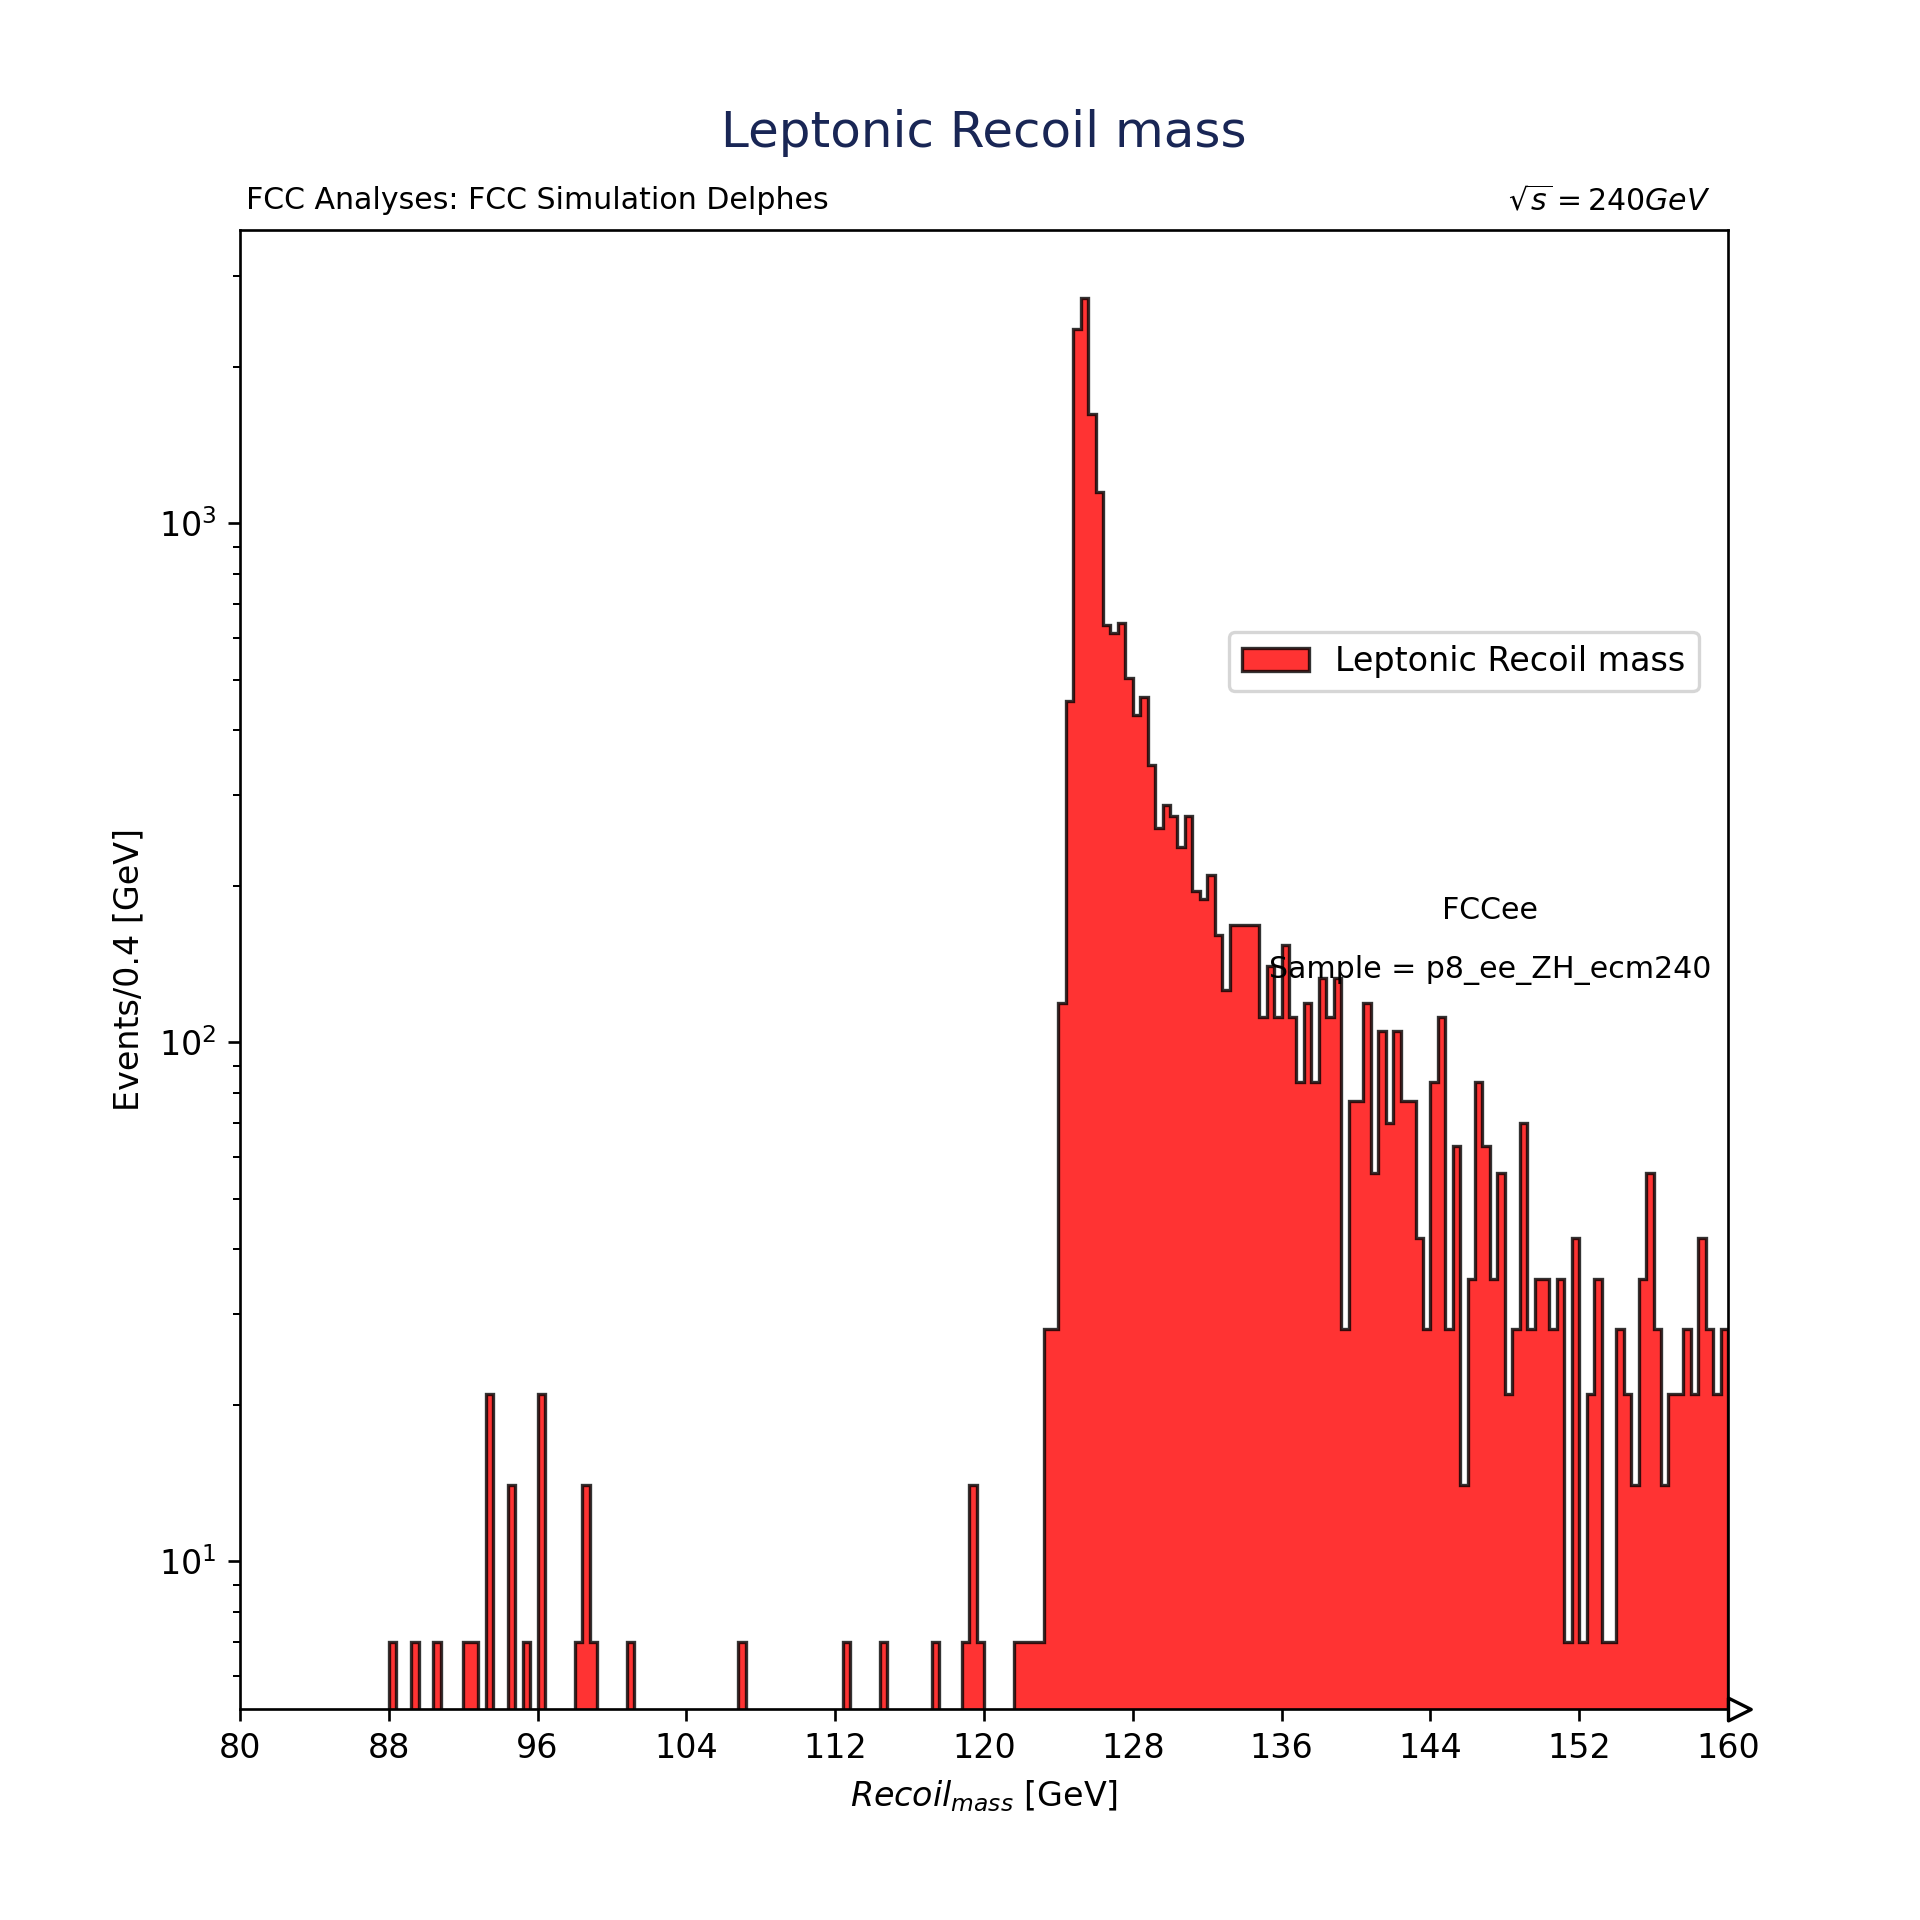 Leptonic Recoil mass
FCC Analyses: FCC Simulation Delphes
√s = 240GeV
10³
Leptonic Recoil mass
FCCee
Sample = p8_ee_ZH_ecm240
Events/0.4 [GeV]
10²
10¹
80 88 96 104 112 120 128 136 144 152 160
Recoilₘₐₛₛ [GeV]